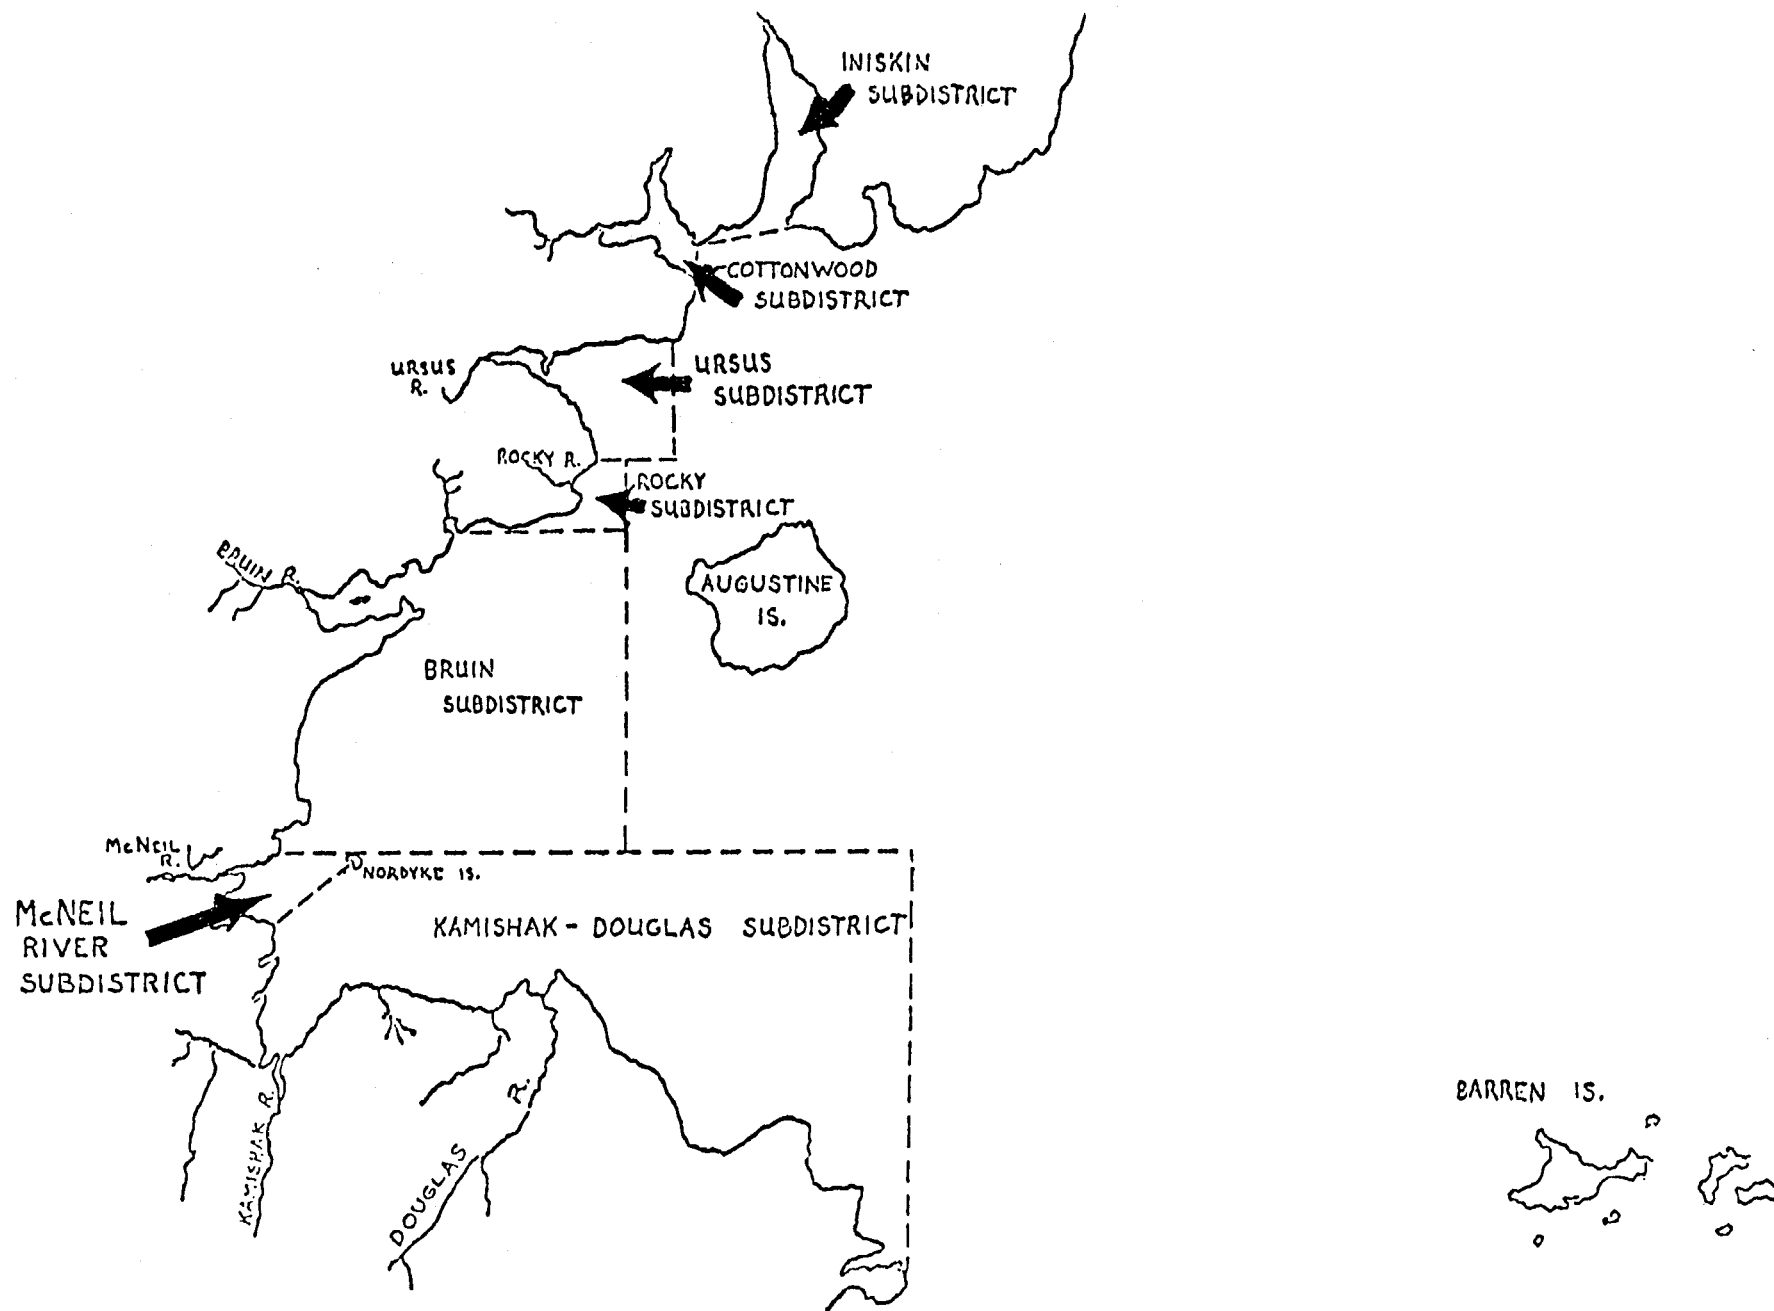 INISKIN
SUBDISTRICT
COTTONWOOD
SUBDISTRICT
URSUS
R.
URSUS
SUBDISTRICT
ROCKY R.
ROCKY
SUBDISTRICT
BRUIN R.
AUGUSTINE
IS.
BRUIN
SUBDISTRICT
McNEIL
R.
NORDYKE IS.
McNEIL
RIVER
SUBDISTRICT
KAMISHAK - DOUGLAS SUBDISTRICT
KAMISHAK R.
DOUGLAS R.
BARREN IS.